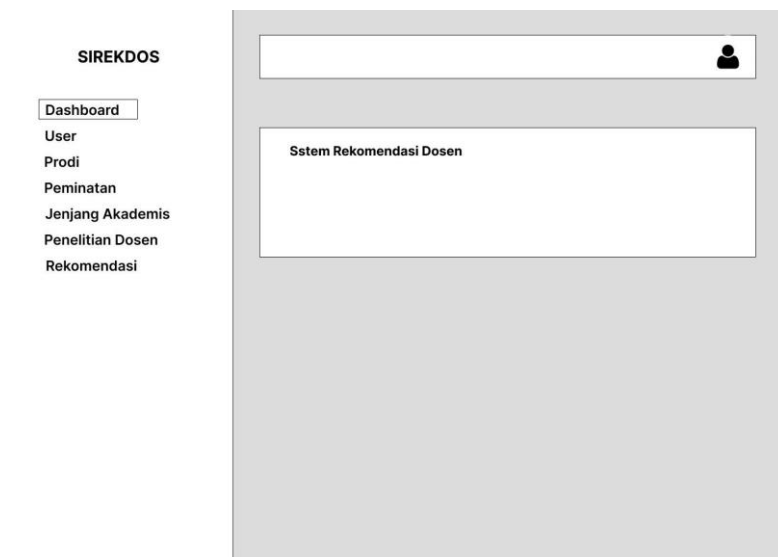 SIREKDOS
Dashboard
User
Prodi
Peminatan
Jenjang Akademis
Penelitian Dosen
Rekomendasi
Sstem Rekomendasi Dosen